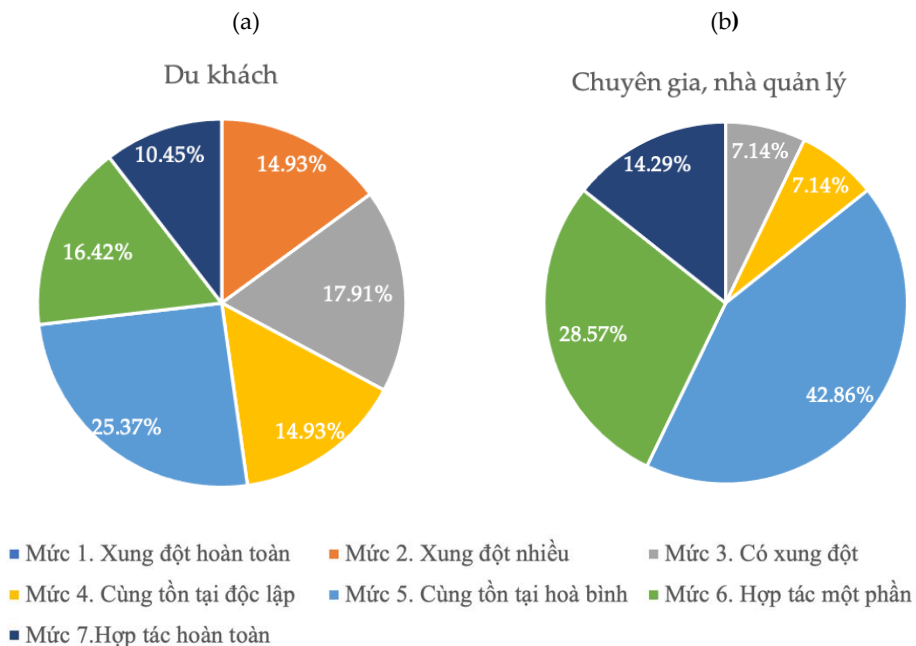 (a)
(b)
Du khách
Chuyên gia, nhà quản lý
10.45%
14.93%
16.42%
17.91%
25.37%
14.93%
14.29%
7.14%
7.14%
28.57%
42.86%
Mức 1. Xung đột hoàn toàn
Mức 2. Xung đột nhiều
Mức 3. Có xung đột
Mức 4. Cùng tồn tại độc lập
Mức 5. Cùng tồn tại hoà bình
Mức 6. Hợp tác một phần
Mức 7.Hợp tác hoàn toàn